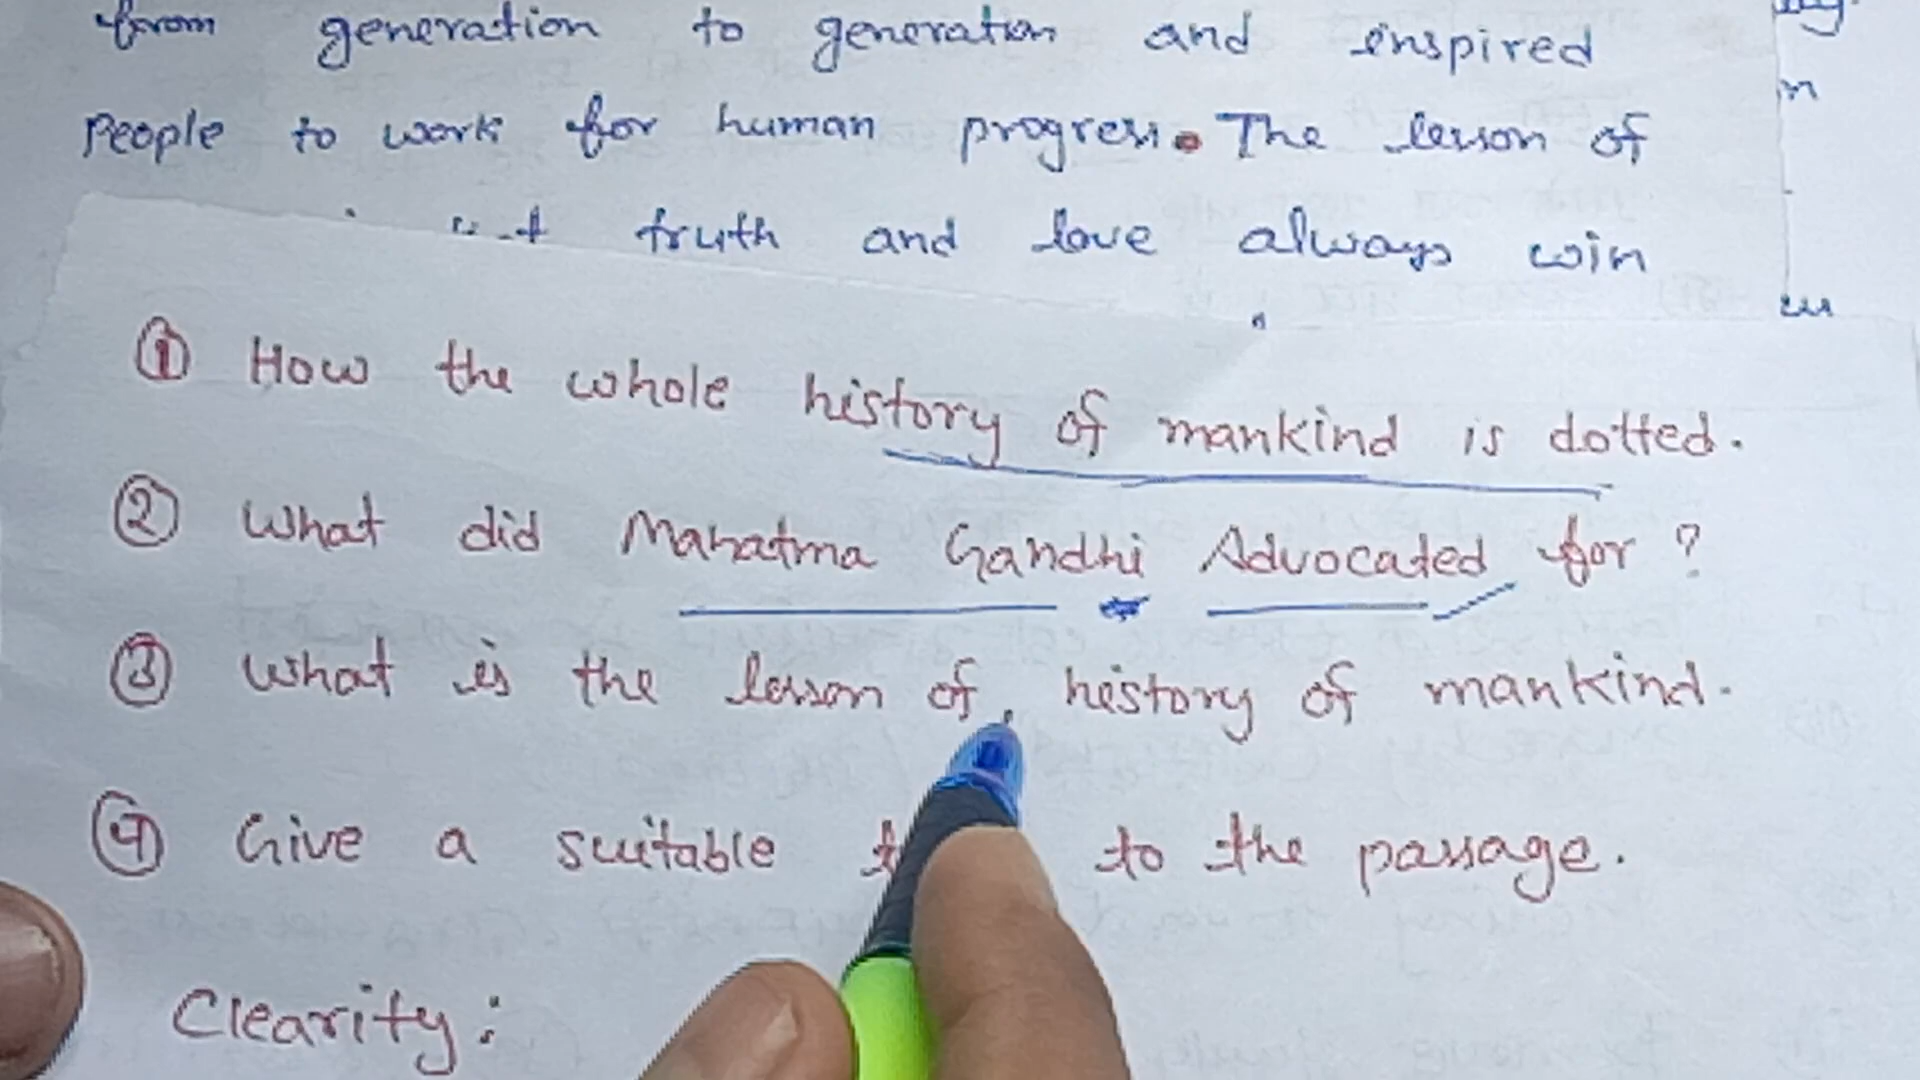 from generation to generation and inspired
People to work for human progress. The lesson of
truth and love always win
① How the whole history of mankind is dotted.
② What did Mahatma Gandhi Advocated for?
③ What is the lesson of history of mankind.
④ Give a suitable to the passage.
Clearity: